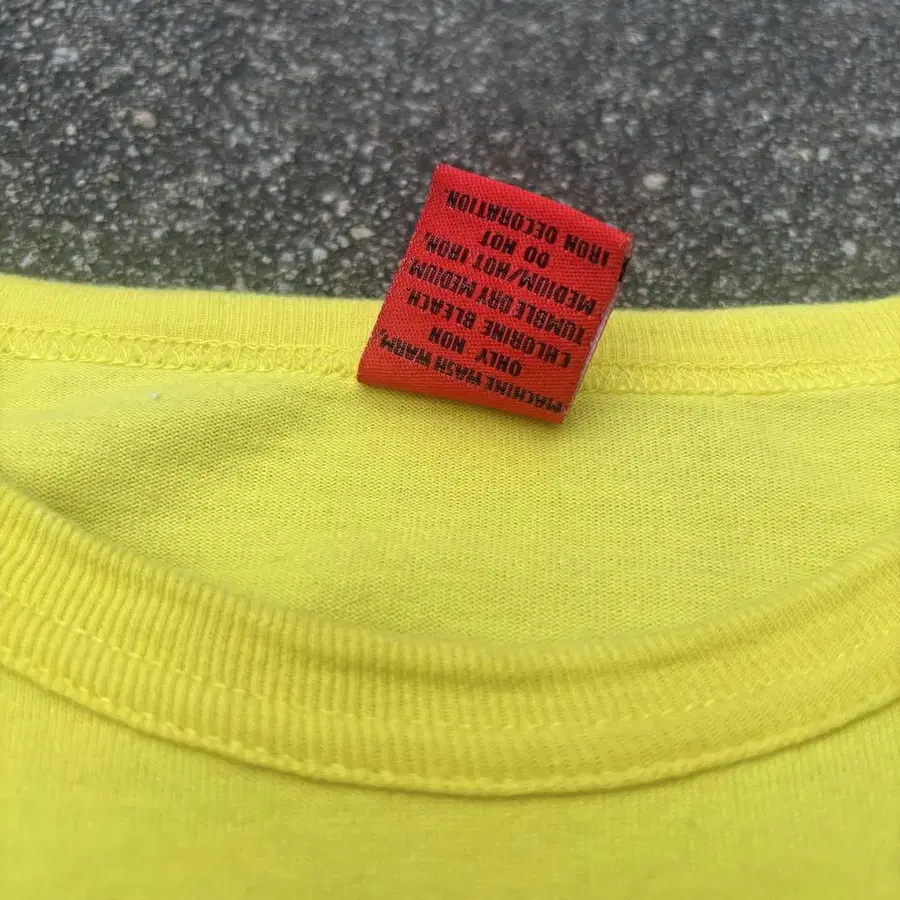 MACHINE WASH WARM,
ONLY NON
CHLORINE BLEACH.
TUMBLE DRY MEDIUM,
MEDIUM/HOT IRON,
DO NOT
IRON DECORATION.